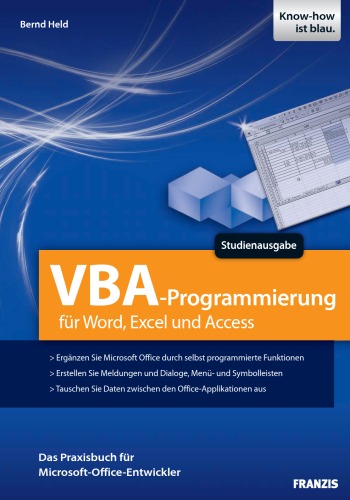 Bernd Held
Know-how
ist blau.
Studienausgabe
VBA-Programmierung
für Word, Excel und Access
> Ergänzen Sie Microsoft Office durch selbst programmierte Funktionen
> Erstellen Sie Meldungen und Dialoge, Menü- und Symbolleisten
> Tauschen Sie Daten zwischen den Office-Applikationen aus
Das Praxisbuch für
Microsoft-Office-Entwickler
FRANZIS